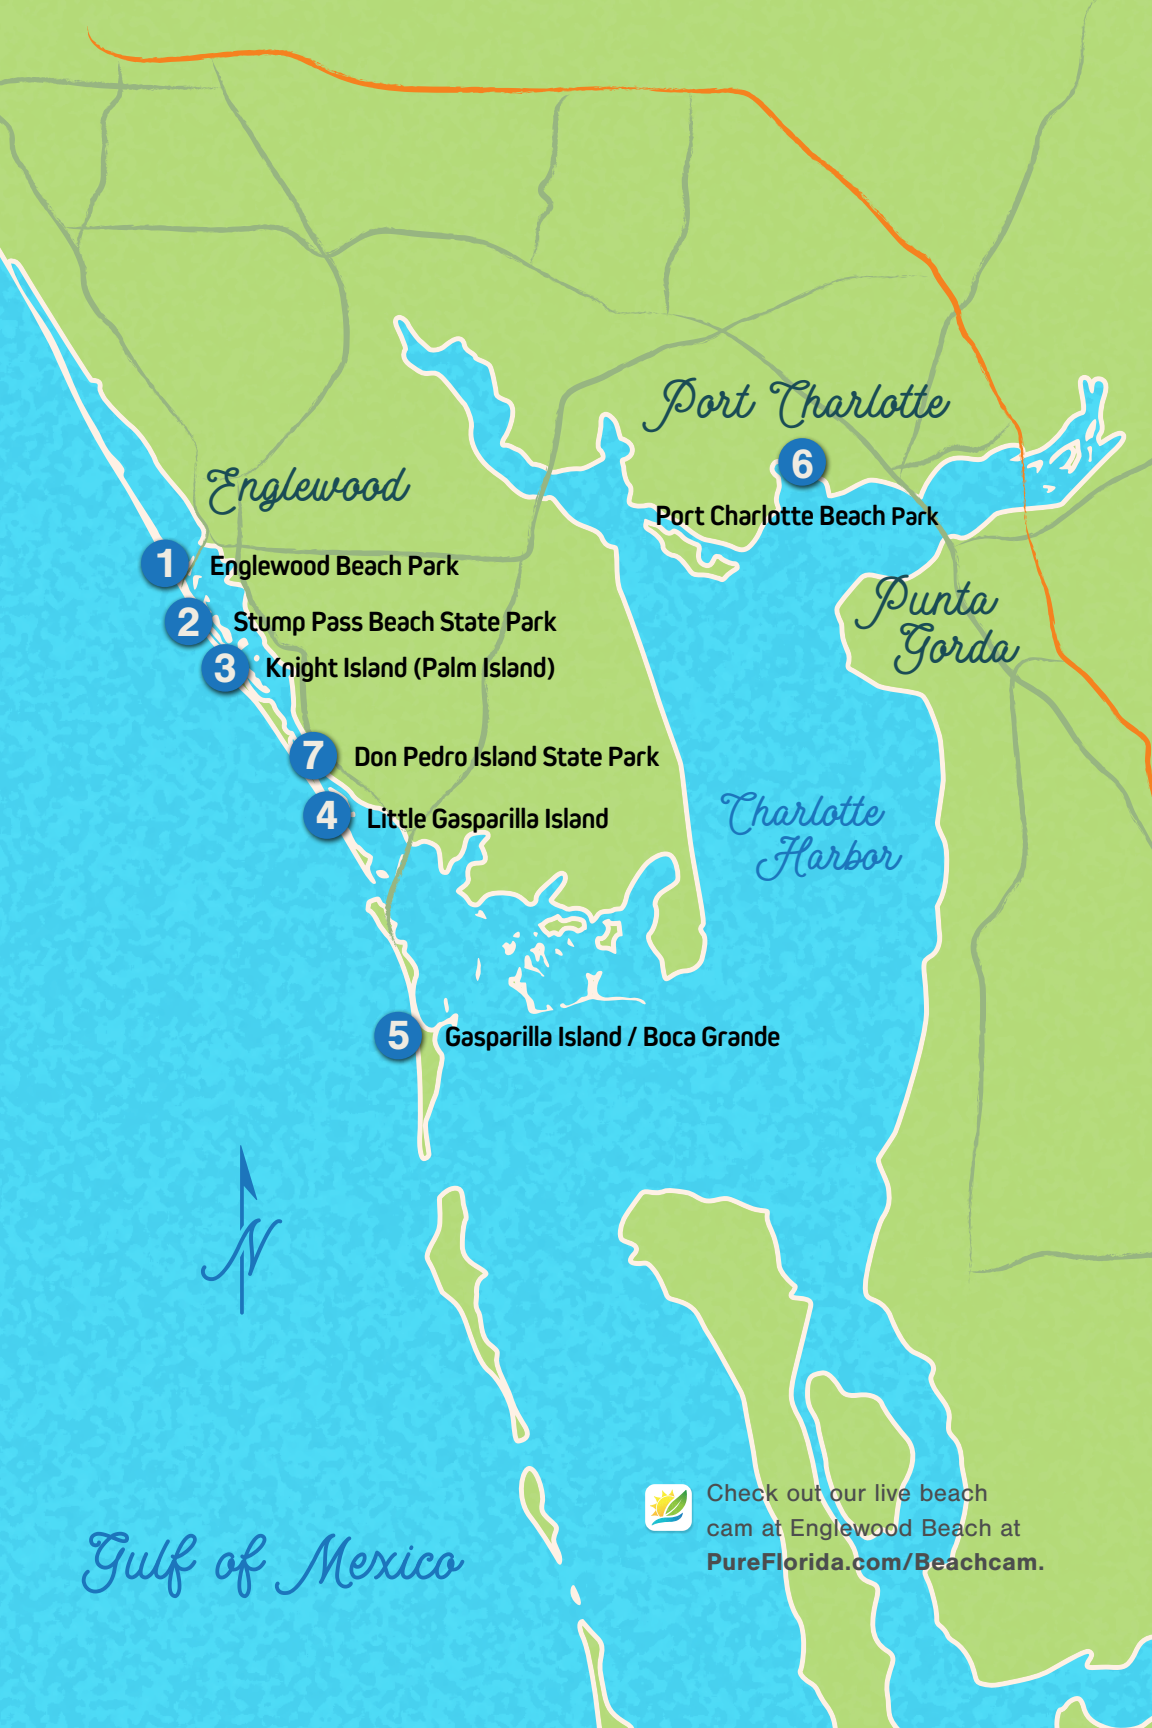 Port Charlotte
6
Port Charlotte Beach Park
Englewood
1
Englewood Beach Park
Punta
Gorda
2
Stump Pass Beach State Park
3
Knight Island (Palm Island)
7
Don Pedro Island State Park
4
Little Gasparilla Island
Charlotte
Harbor
5
Gasparilla Island / Boca Grande
N
Check out our live beach
cam at Englewood Beach at
PureFlorida.com/Beachcam.
Gulf of Mexico